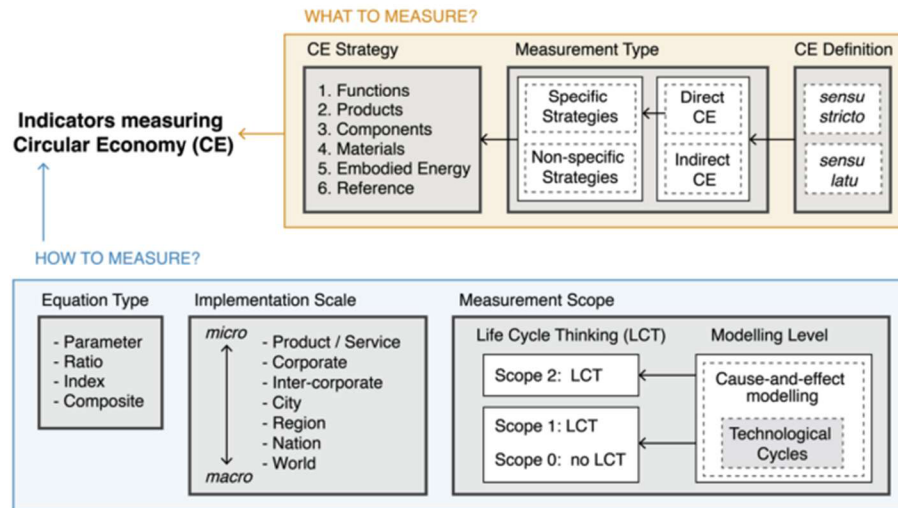 WHAT TO MEASURE?
CE Strategy
Measurement Type
CE Definition
1. Functions
2. Products
3. Components
4. Materials
5. Embodied Energy
6. Reference
Specific
Strategies
Non-specific
Strategies
Direct
CE
Indirect
CE
sensu
stricto
sensu
latu
Indicators measuring
Circular Economy (CE)
HOW TO MEASURE?
Equation Type
- Parameter
- Ratio
- Index
- Composite
Implementation Scale
micro
macro
- Product / Service
- Corporate
- Inter-corporate
- City
- Region
- Nation
- World
Measurement Scope
Life Cycle Thinking (LCT)
Scope 2: LCT
Scope 1: LCT
Scope 0: no LCT
Modelling Level
Cause-and-effect
modelling
Technological
Cycles